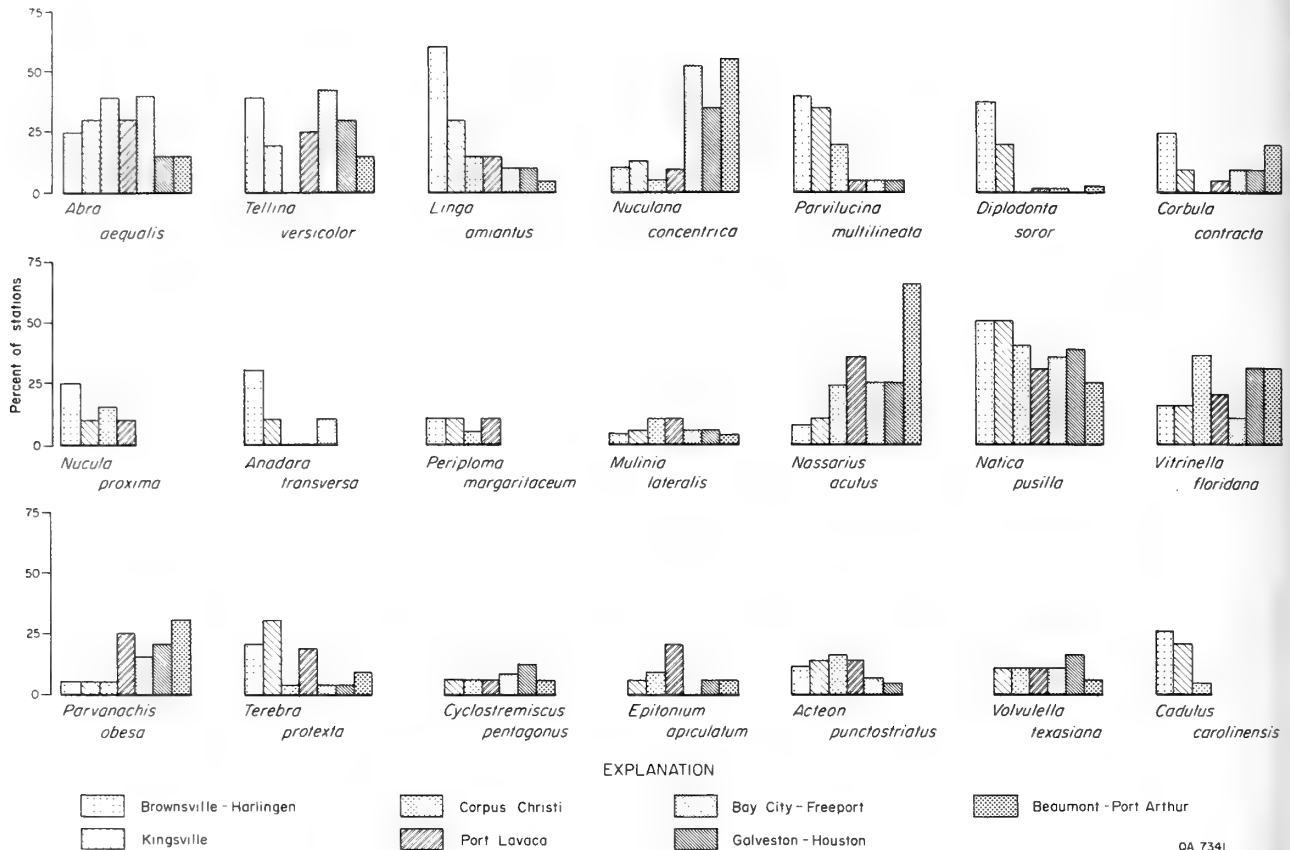 75
50
25
0
Abra aequalis
Tellina versicolor
Linga amiantus
Nuculana concentrica
Parvilucina multilineata
Diplodonta soror
Corbula contracta
Percent of stations
75
50
25
0
Nucula proxima
Anadara transversa
Periploma margaritaceum
Mulinia lateralis
Nassarius acutus
Natica pusilla
Vitrinella floridana
75
50
25
0
Parvanachis obesa
Terebra protexta
Cyclostremiscus pentagonus
Epitonium apiculatum
Acteon punctostriatus
Volvulella texasiana
Cadulus carolinensis
EXPLANATION
Brownsville - Harlingen
Corpus Christi
Bay City - Freeport
Beaumont - Port Arthur
Kingsville
Port Lavaca
Galveston - Houston
QA 7341